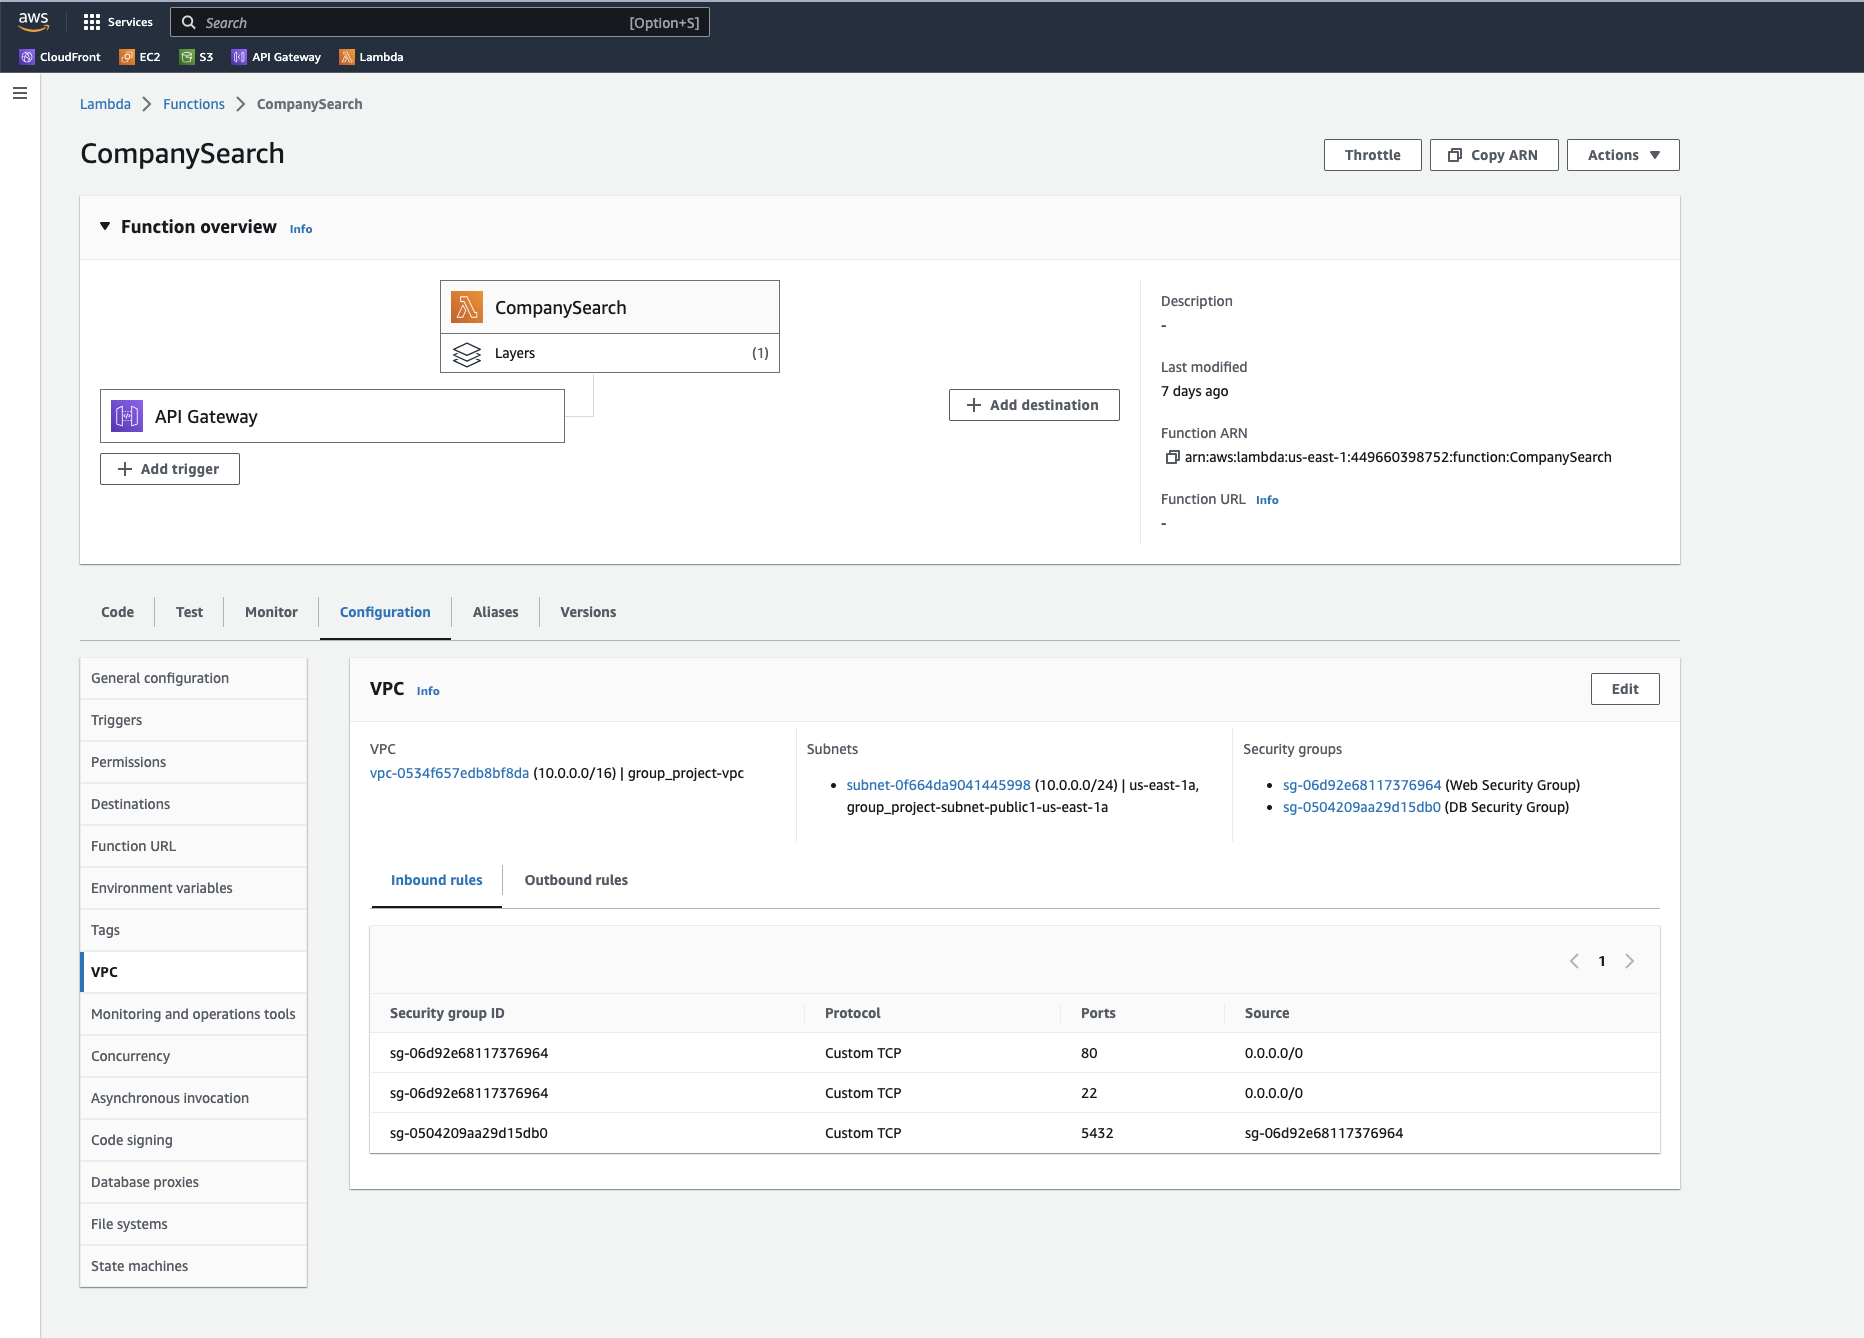 aws
Services
Search
[Option+S]
CloudFront
EC2
S3
API Gateway
Lambda
Lambda > Functions > CompanySearch
CompanySearch
Throttle
Copy ARN
Actions
Function overview Info
CompanySearch
Layers (1)
API Gateway
+ Add trigger
+ Add destination
Description
-
Last modified
7 days ago
Function ARN
arn:aws:lambda:us-east-1:449660398752:function:CompanySearch
Function URL Info
-
Code
Test
Monitor
Configuration
Aliases
Versions
General configuration
Triggers
Permissions
Destinations
Function URL
Environment variables
Tags
VPC
Monitoring and operations tools
Concurrency
Asynchronous invocation
Code signing
Database proxies
File systems
State machines
VPC Info
Edit
VPC
vpc-0534f657edb8bf8da (10.0.0.0/16) | group_project-vpc
Subnets
• subnet-0f664da9041445998 (10.0.0.0/24) | us-east-1a,
group_project-subnet-public1-us-east-1a
Security groups
• sg-06d92e68117376964 (Web Security Group)
• sg-0504209aa29d15db0 (DB Security Group)
Inbound rules
Outbound rules
< 1 >
Security group ID Protocol Ports Source
sg-06d92e68117376964 Custom TCP 80 0.0.0.0/0
sg-06d92e68117376964 Custom TCP 22 0.0.0.0/0
sg-0504209aa29d15db0 Custom TCP 5432 sg-06d92e68117376964